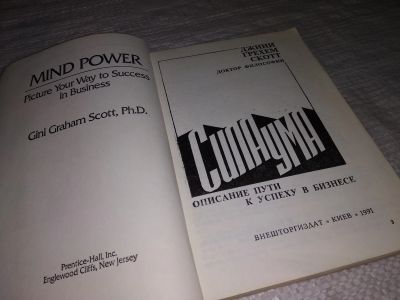 MIND POWER
Picture Your Way to Success
in Business
Gini Graham Scott, Ph.D.
Prentice-Hall, Inc.
Englewood Cliffs, New Jersey
ДЖИНИ
ГРЕХЕМ
СКОТТ
ДОКТОР ФИЛОСОФИИ
СИЛА УМА
ОПИСАНИЕ ПУТИ
К УСПЕХУ В БИЗНЕСЕ
ВНЕШТОРГИЗДАТ • КИЕВ • 1991
3